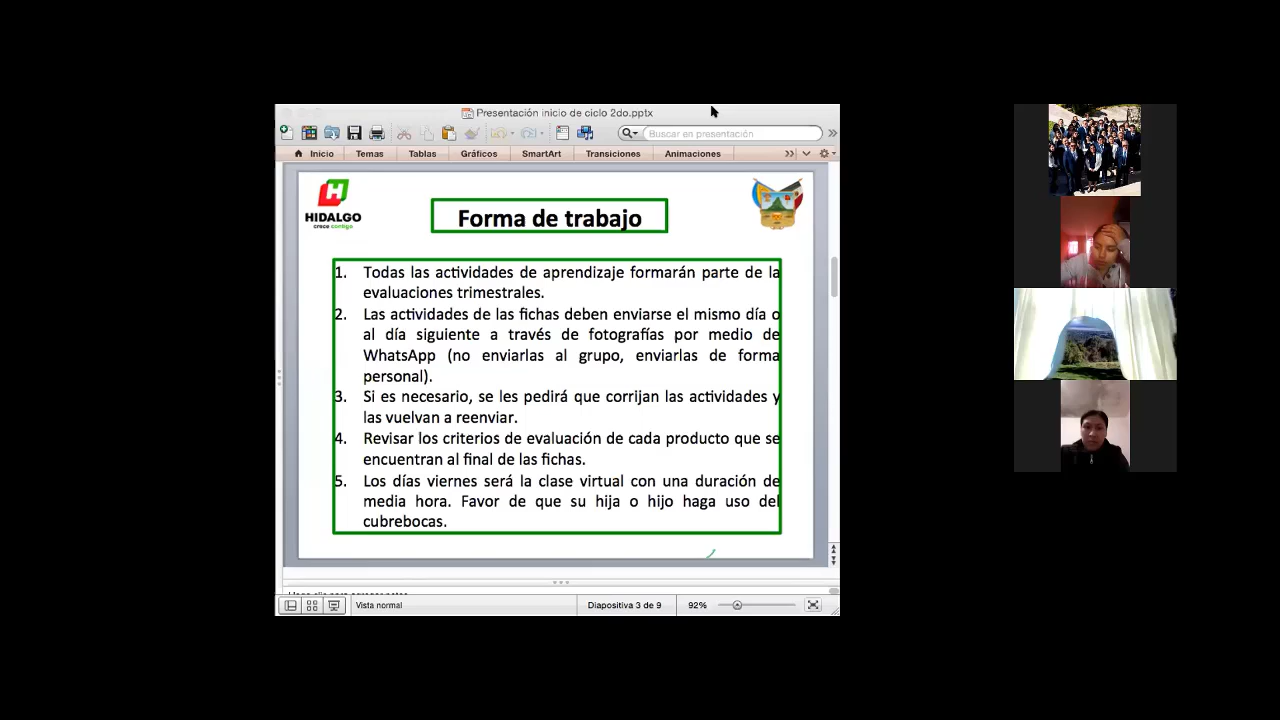 Presentación inicio de ciclo 2do.pptx
Buscar en presentación
Inicio Temas Tablas Gráficos SmartArt Transiciones Animaciones
HIDALGO
crece contigo
Forma de trabajo
1. Todas las actividades de aprendizaje formarán parte de la
evaluaciones trimestrales.
2. Las actividades de las fichas deben enviarse el mismo día o
al día siguiente a través de fotografías por medio de
WhatsApp (no enviarlas al grupo, enviarlas de forma
personal).
3. Si es necesario, se les pedirá que corrijan las actividades y
las vuelvan a reenviar.
4. Revisar los criterios de evaluación de cada producto que se
encuentran al final de las fichas.
5. Los días viernes será la clase virtual con una duración de
media hora. Favor de que su hija o hijo haga uso del
cubrebocas.
Vista normal
Diapositiva 3 de 9
92%